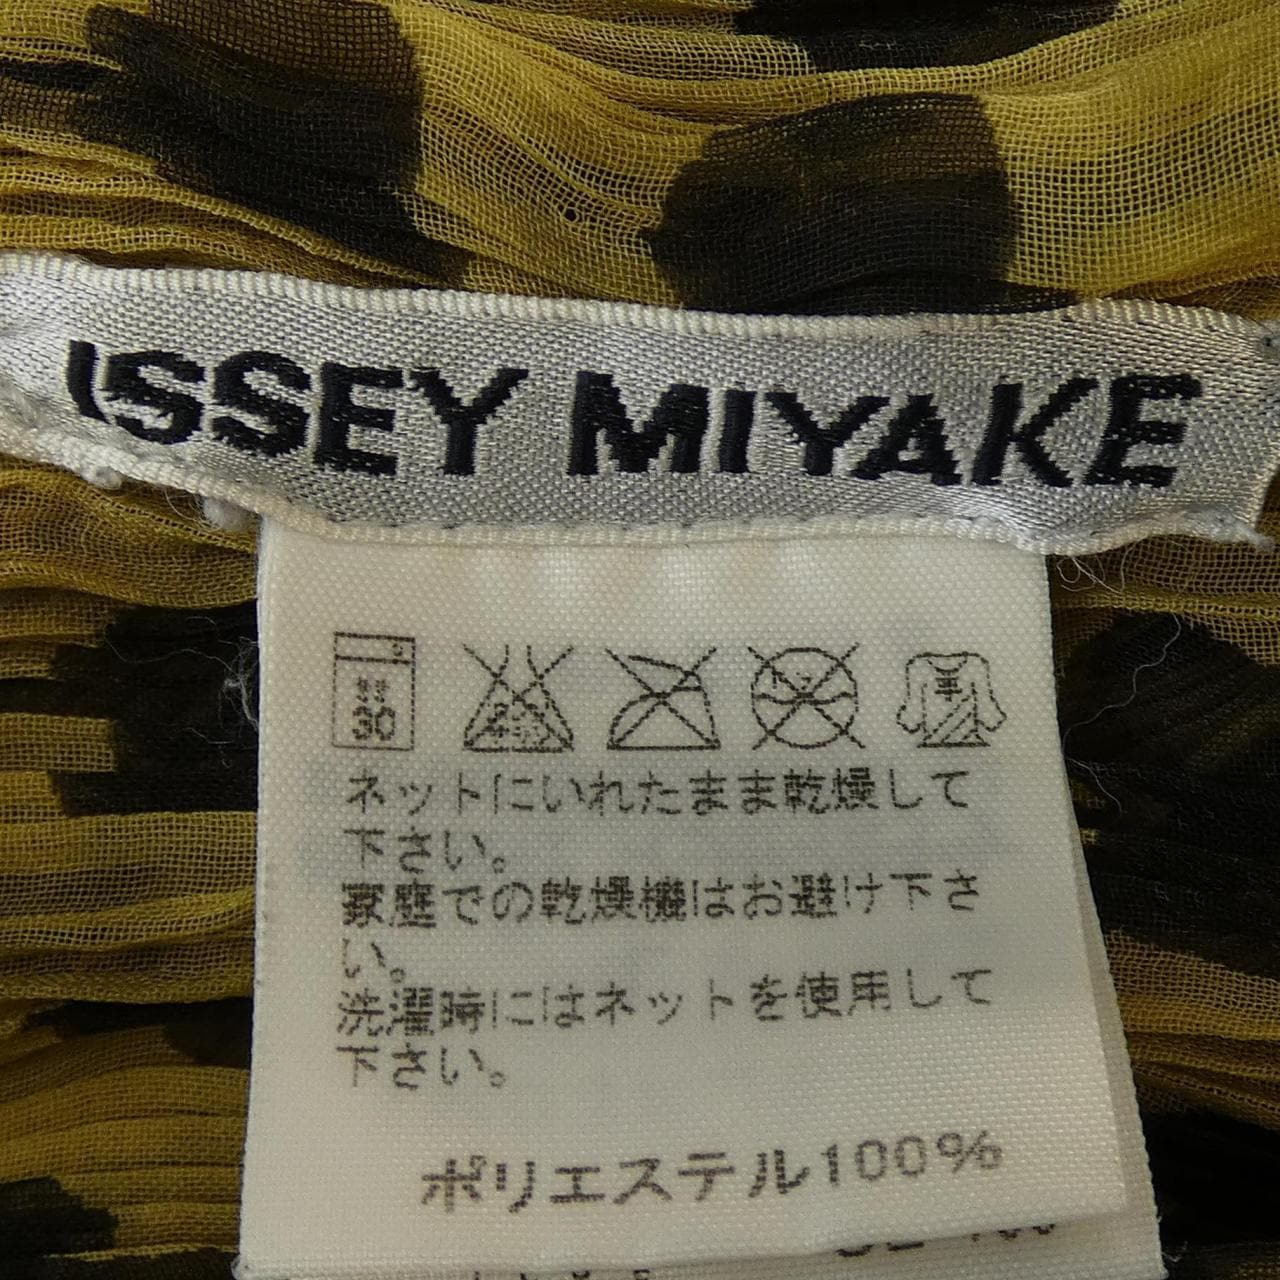 ISSEY MIYAKE
弱
30
ネットにいれたまま乾燥して
下さい。
家庭での乾燥機はお避け下さ
い。
洗濯時にはネットを使用して
下さい。
ポリエステル100%